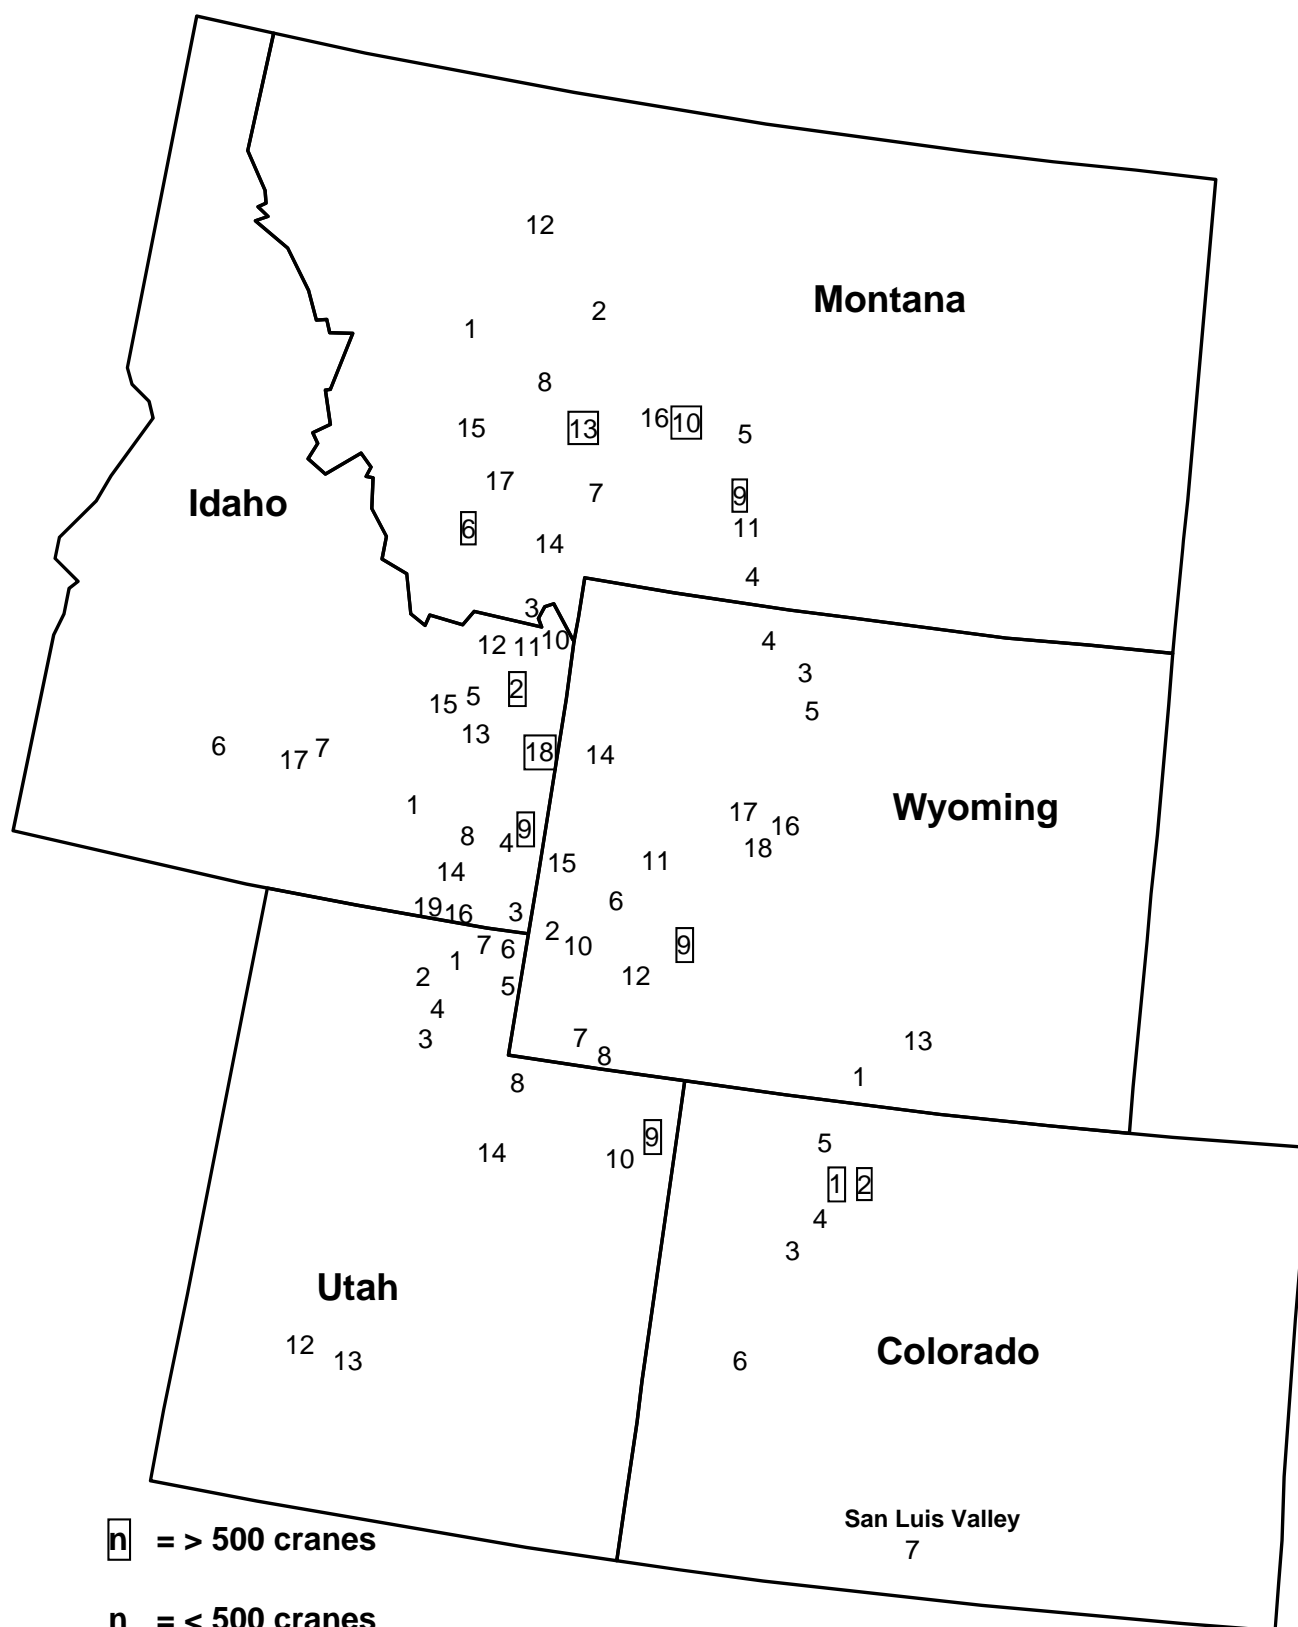 12
Montana
2
1
8
16 10
15 13 5
17
7 9
Idaho
6 11
14
4
3
12 11 10 4
3
2
15 5 5
13
6 17 7 18 14
1 17 Wyoming
16
8 4 9 18
15 11
14
6
19 16 3
2
7 6 10 9
1
2 12
5
4
3 7 13
8
8 1
9 5
14 10
1 2
4
3
Utah
12
13 6 Colorado
San Luis Valley
n = > 500 cranes
7
n = < 500 cranes